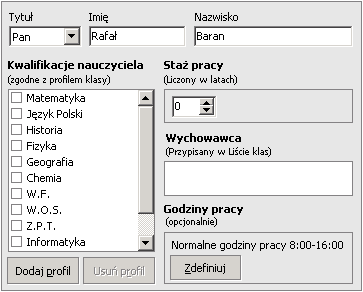 Tytuł Imię Nazwisko
Pan Rafał Baran
Kwalifikacje nauczyciela
(zgodne z profilem klasy)
Matematyka
Język Polski
Historia
Fizyka
Geografia
Chemia
W.F.
W.O.S.
Z.P.T.
Informatyka
Dodaj profil Usuń profil
Staż pracy
(Liczony w latach)
0
Wychowawca
(Przypisany w Liście klas)
Godziny pracy
(opcjonalnie)
Normalne godziny pracy 8:00-16:00
Zdefiniuj